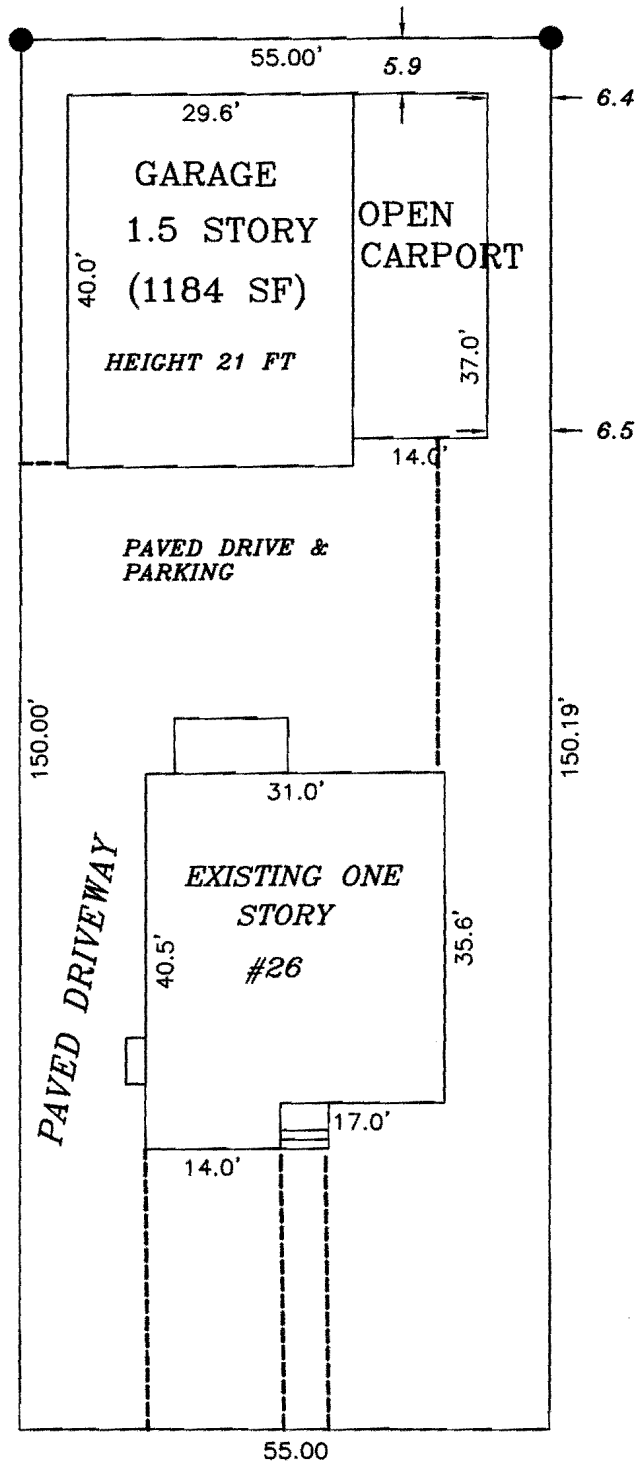 55.00'
5.9
6.4
29.6'
GARAGE
1.5 STORY
(1184 SF)
HEIGHT 21 FT
40.0'
OPEN
CARPORT
37.0'
6.5
14.0'
PAVED DRIVE &
PARKING
150.00'
150.19'
31.0'
EXISTING ONE
STORY
#26
40.5'
35.6'
PAVED DRIVEWAY
17.0'
14.0'
55.00